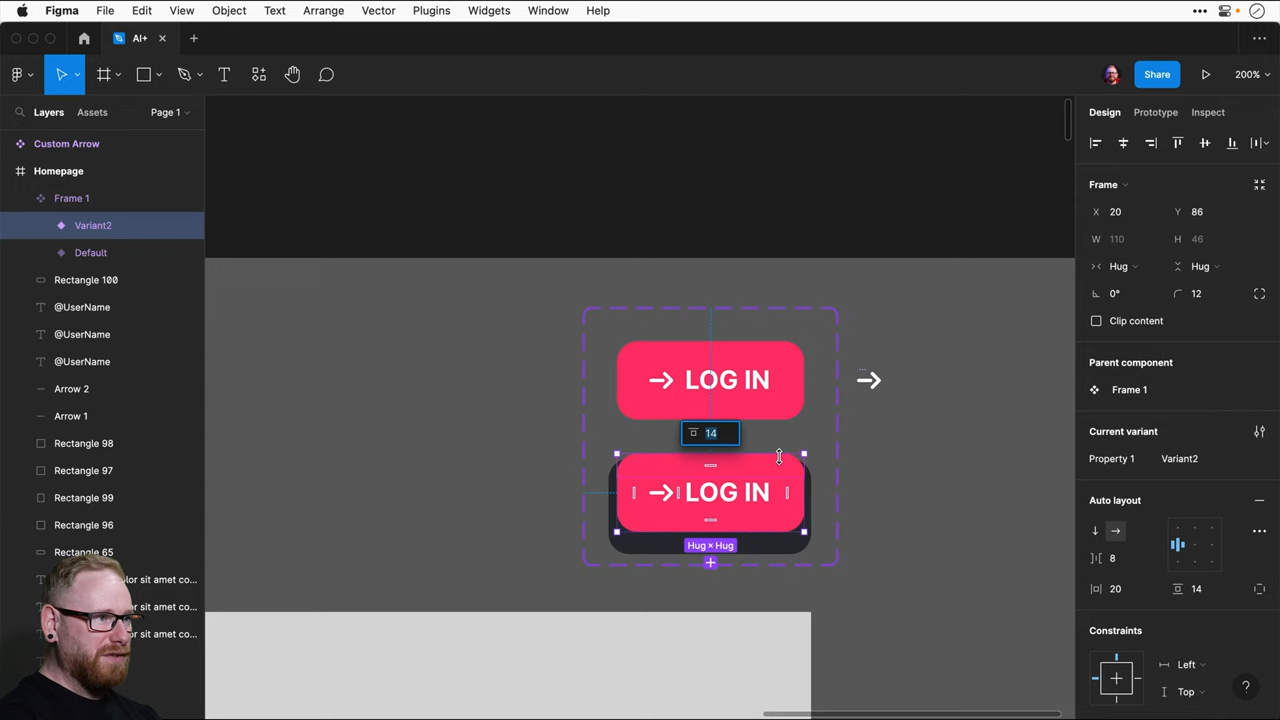 Figma File Edit View Object Text Arrange Vector Plugins Widgets Window Help
AI+
Share
200%
Layers Assets Page 1
Custom Arrow
Homepage
Frame 1
Variant2
Default
Rectangle 100
@UserName
@UserName
@UserName
Arrow 2
Arrow 1
Rectangle 98
Rectangle 97
Rectangle 99
Rectangle 96
Rectangle 65
olor sit amet co...
or sit amet co...
or sit amet co...
LOG IN
14
LOG IN
Hug × Hug
Design Prototype Inspect
Frame
X 20 Y 86
W 110 H 46
Hug Hug
0° 12
Clip content
Parent component
Frame 1
Current variant
Property 1 Variant2
Auto layout
8
20 14
Constraints
Left
Top
?